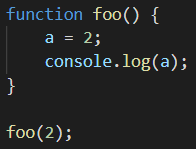 function foo() {
    a = 2;
    console.log(a);
}

foo(2);